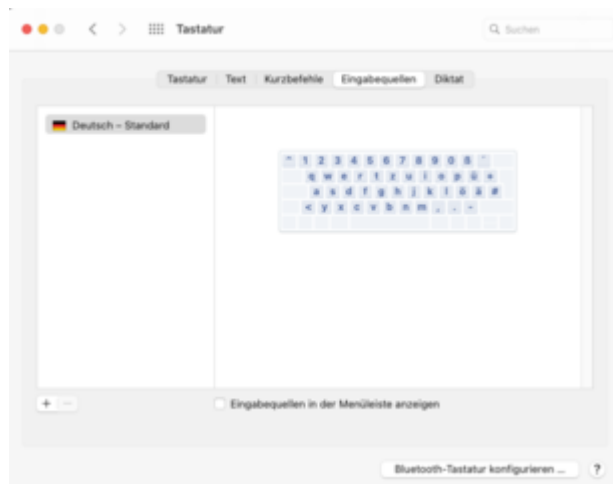 Tastatur
Suchen
Tastatur Text Kurzbefehle Eingabequellen Diktat
Deutsch – Standard
^ 1 2 3 4 5 6 7 8 9 0 ß ´
q w e r t z u i o p ü +
a s d f g h j k l ö ä #
< y x c v b n m , . -
Eingabequellen in der Menüleiste anzeigen
Bluetooth-Tastatur konfigurieren ... ?